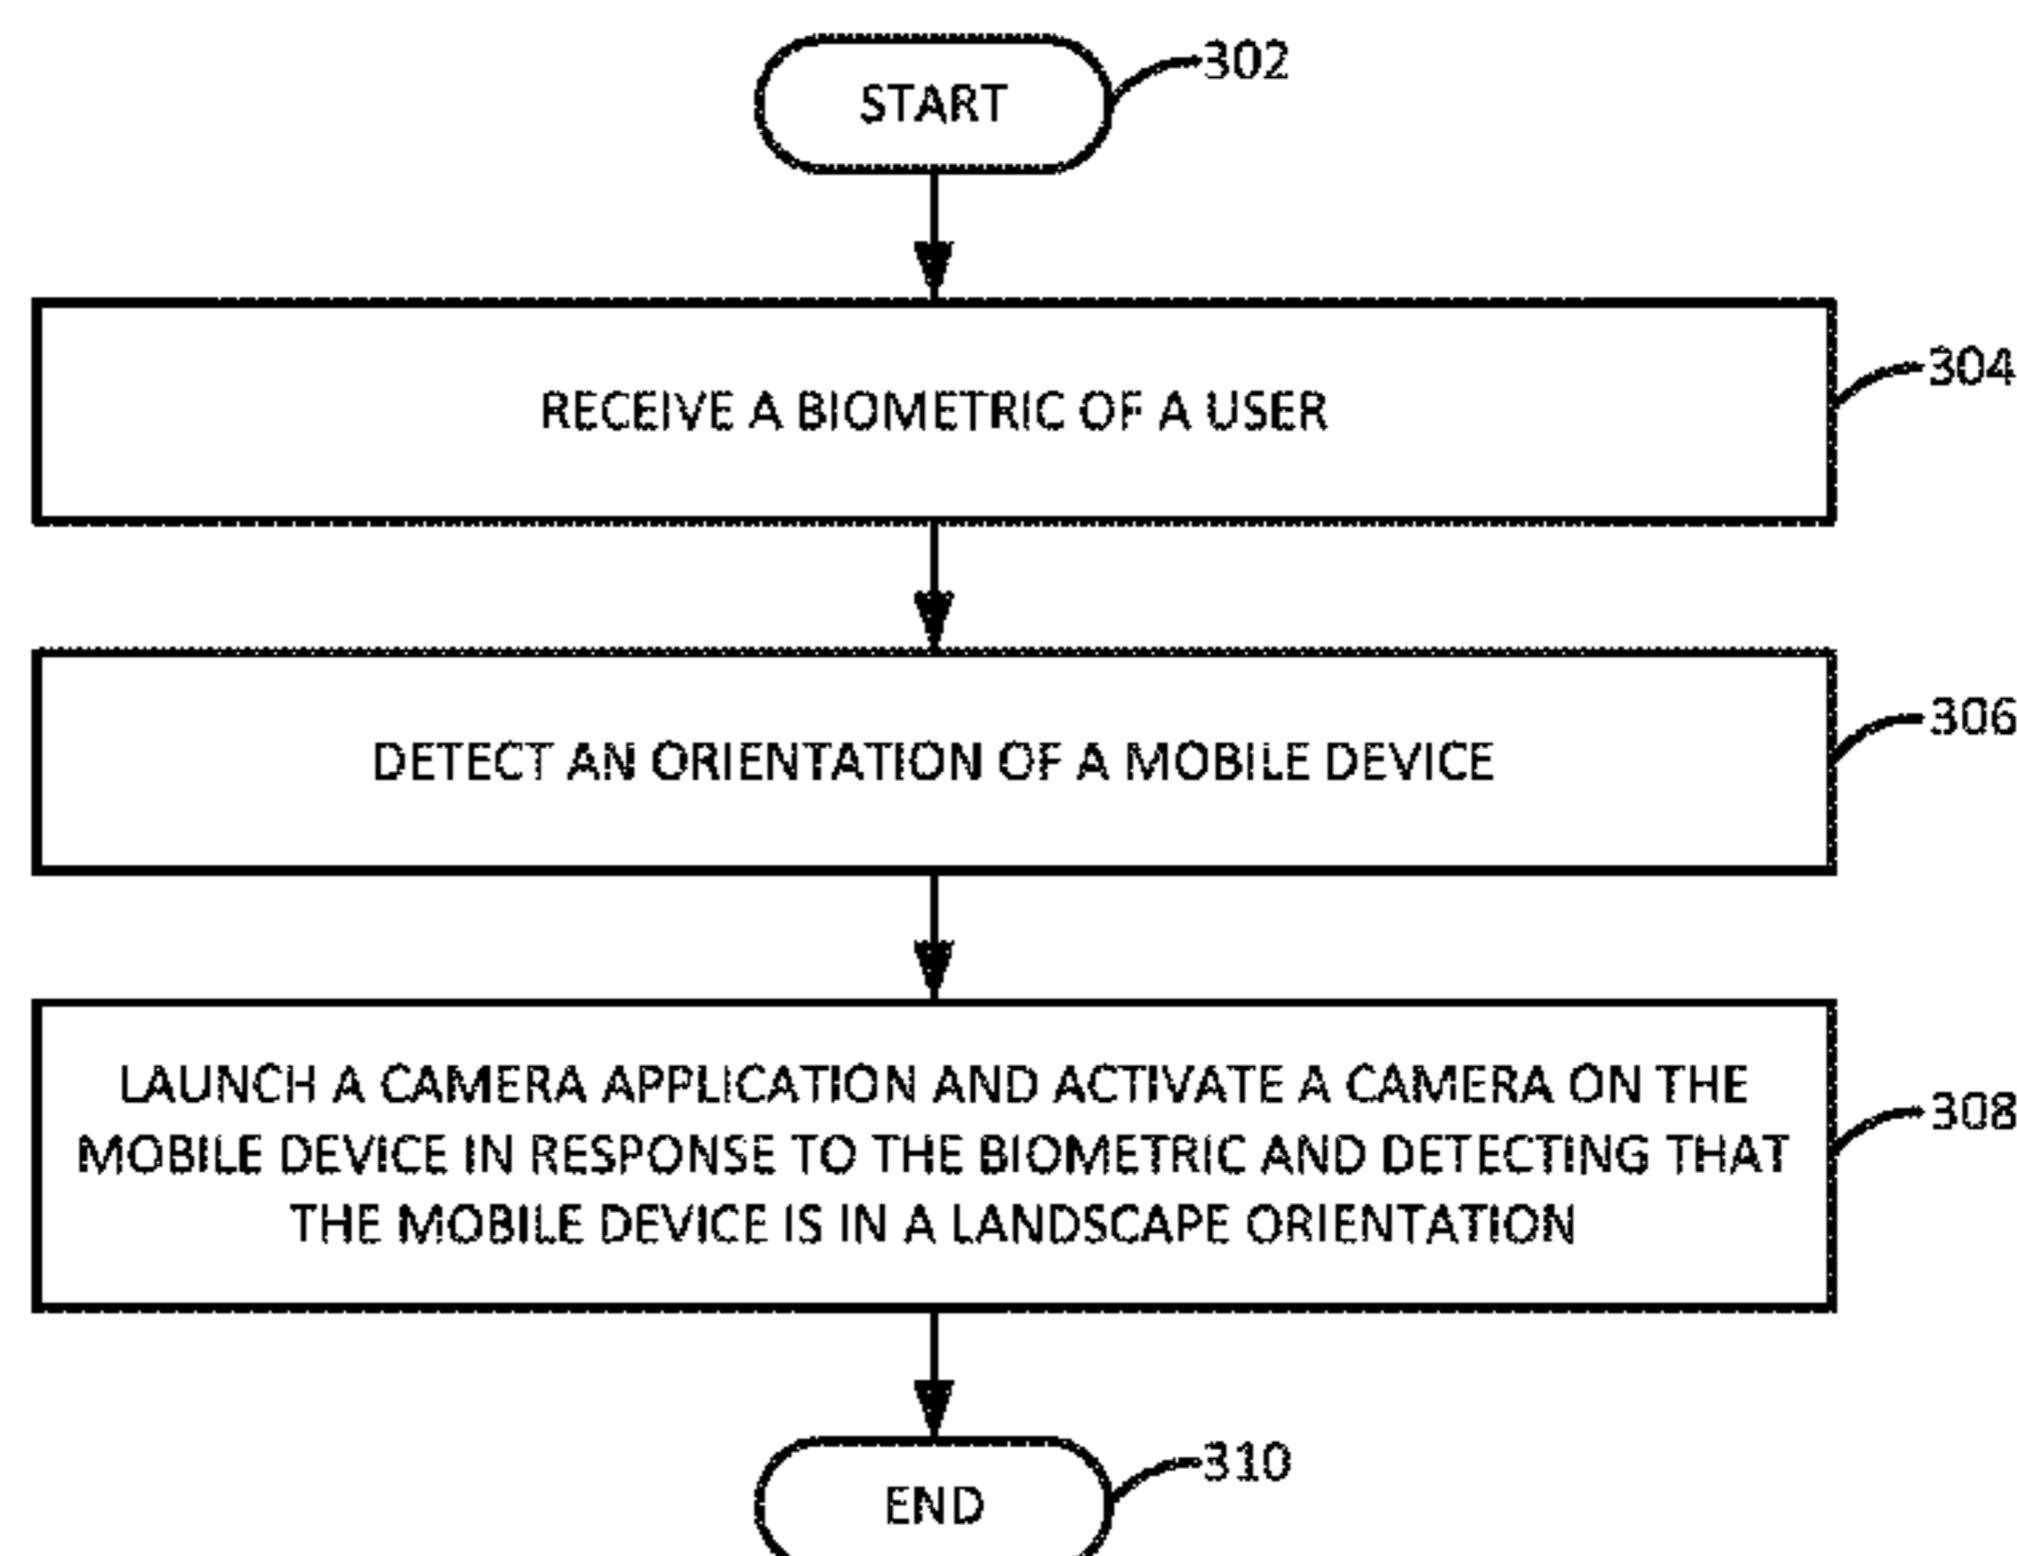 START
302
RECEIVE A BIOMETRIC OF A USER
304
DETECT AN ORIENTATION OF A MOBILE DEVICE
306
LAUNCH A CAMERA APPLICATION AND ACTIVATE A CAMERA ON THE
MOBILE DEVICE IN RESPONSE TO THE BIOMETRIC AND DETECTING THAT
THE MOBILE DEVICE IS IN A LANDSCAPE ORIENTATION
308
END
310